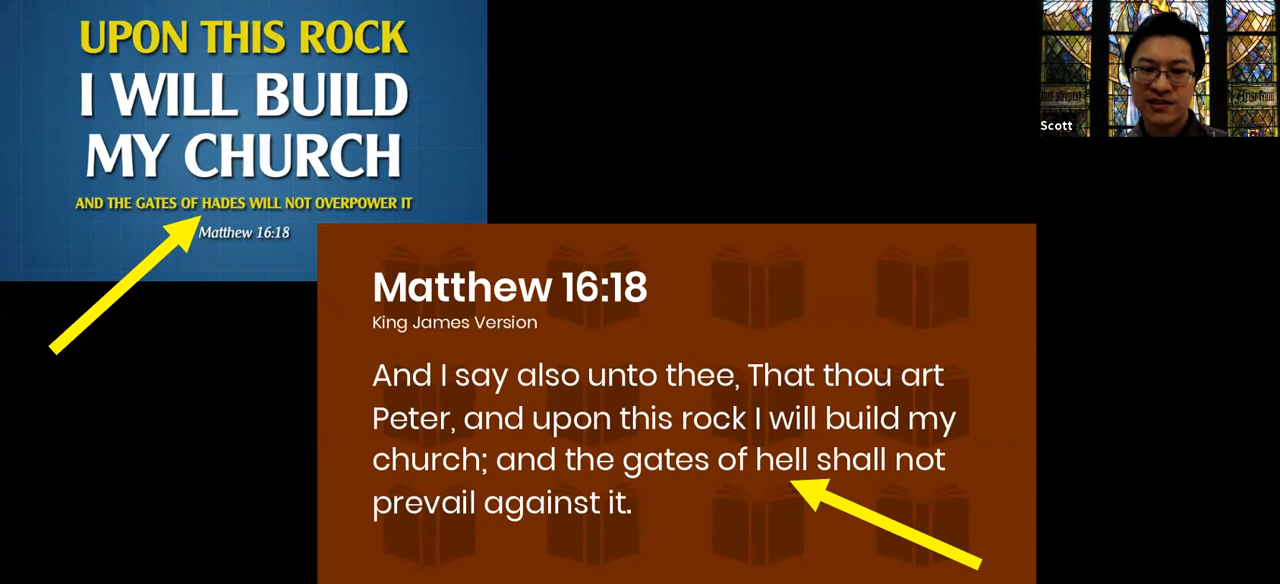 UPON THIS ROCK
I WILL BUILD
MY CHURCH
AND THE GATES OF HADES WILL NOT OVERPOWER IT
Matthew 16:18
Scott
Matthew 16:18
King James Version
And I say also unto thee, That thou art
Peter, and upon this rock I will build my
church; and the gates of hell shall not
prevail against it.